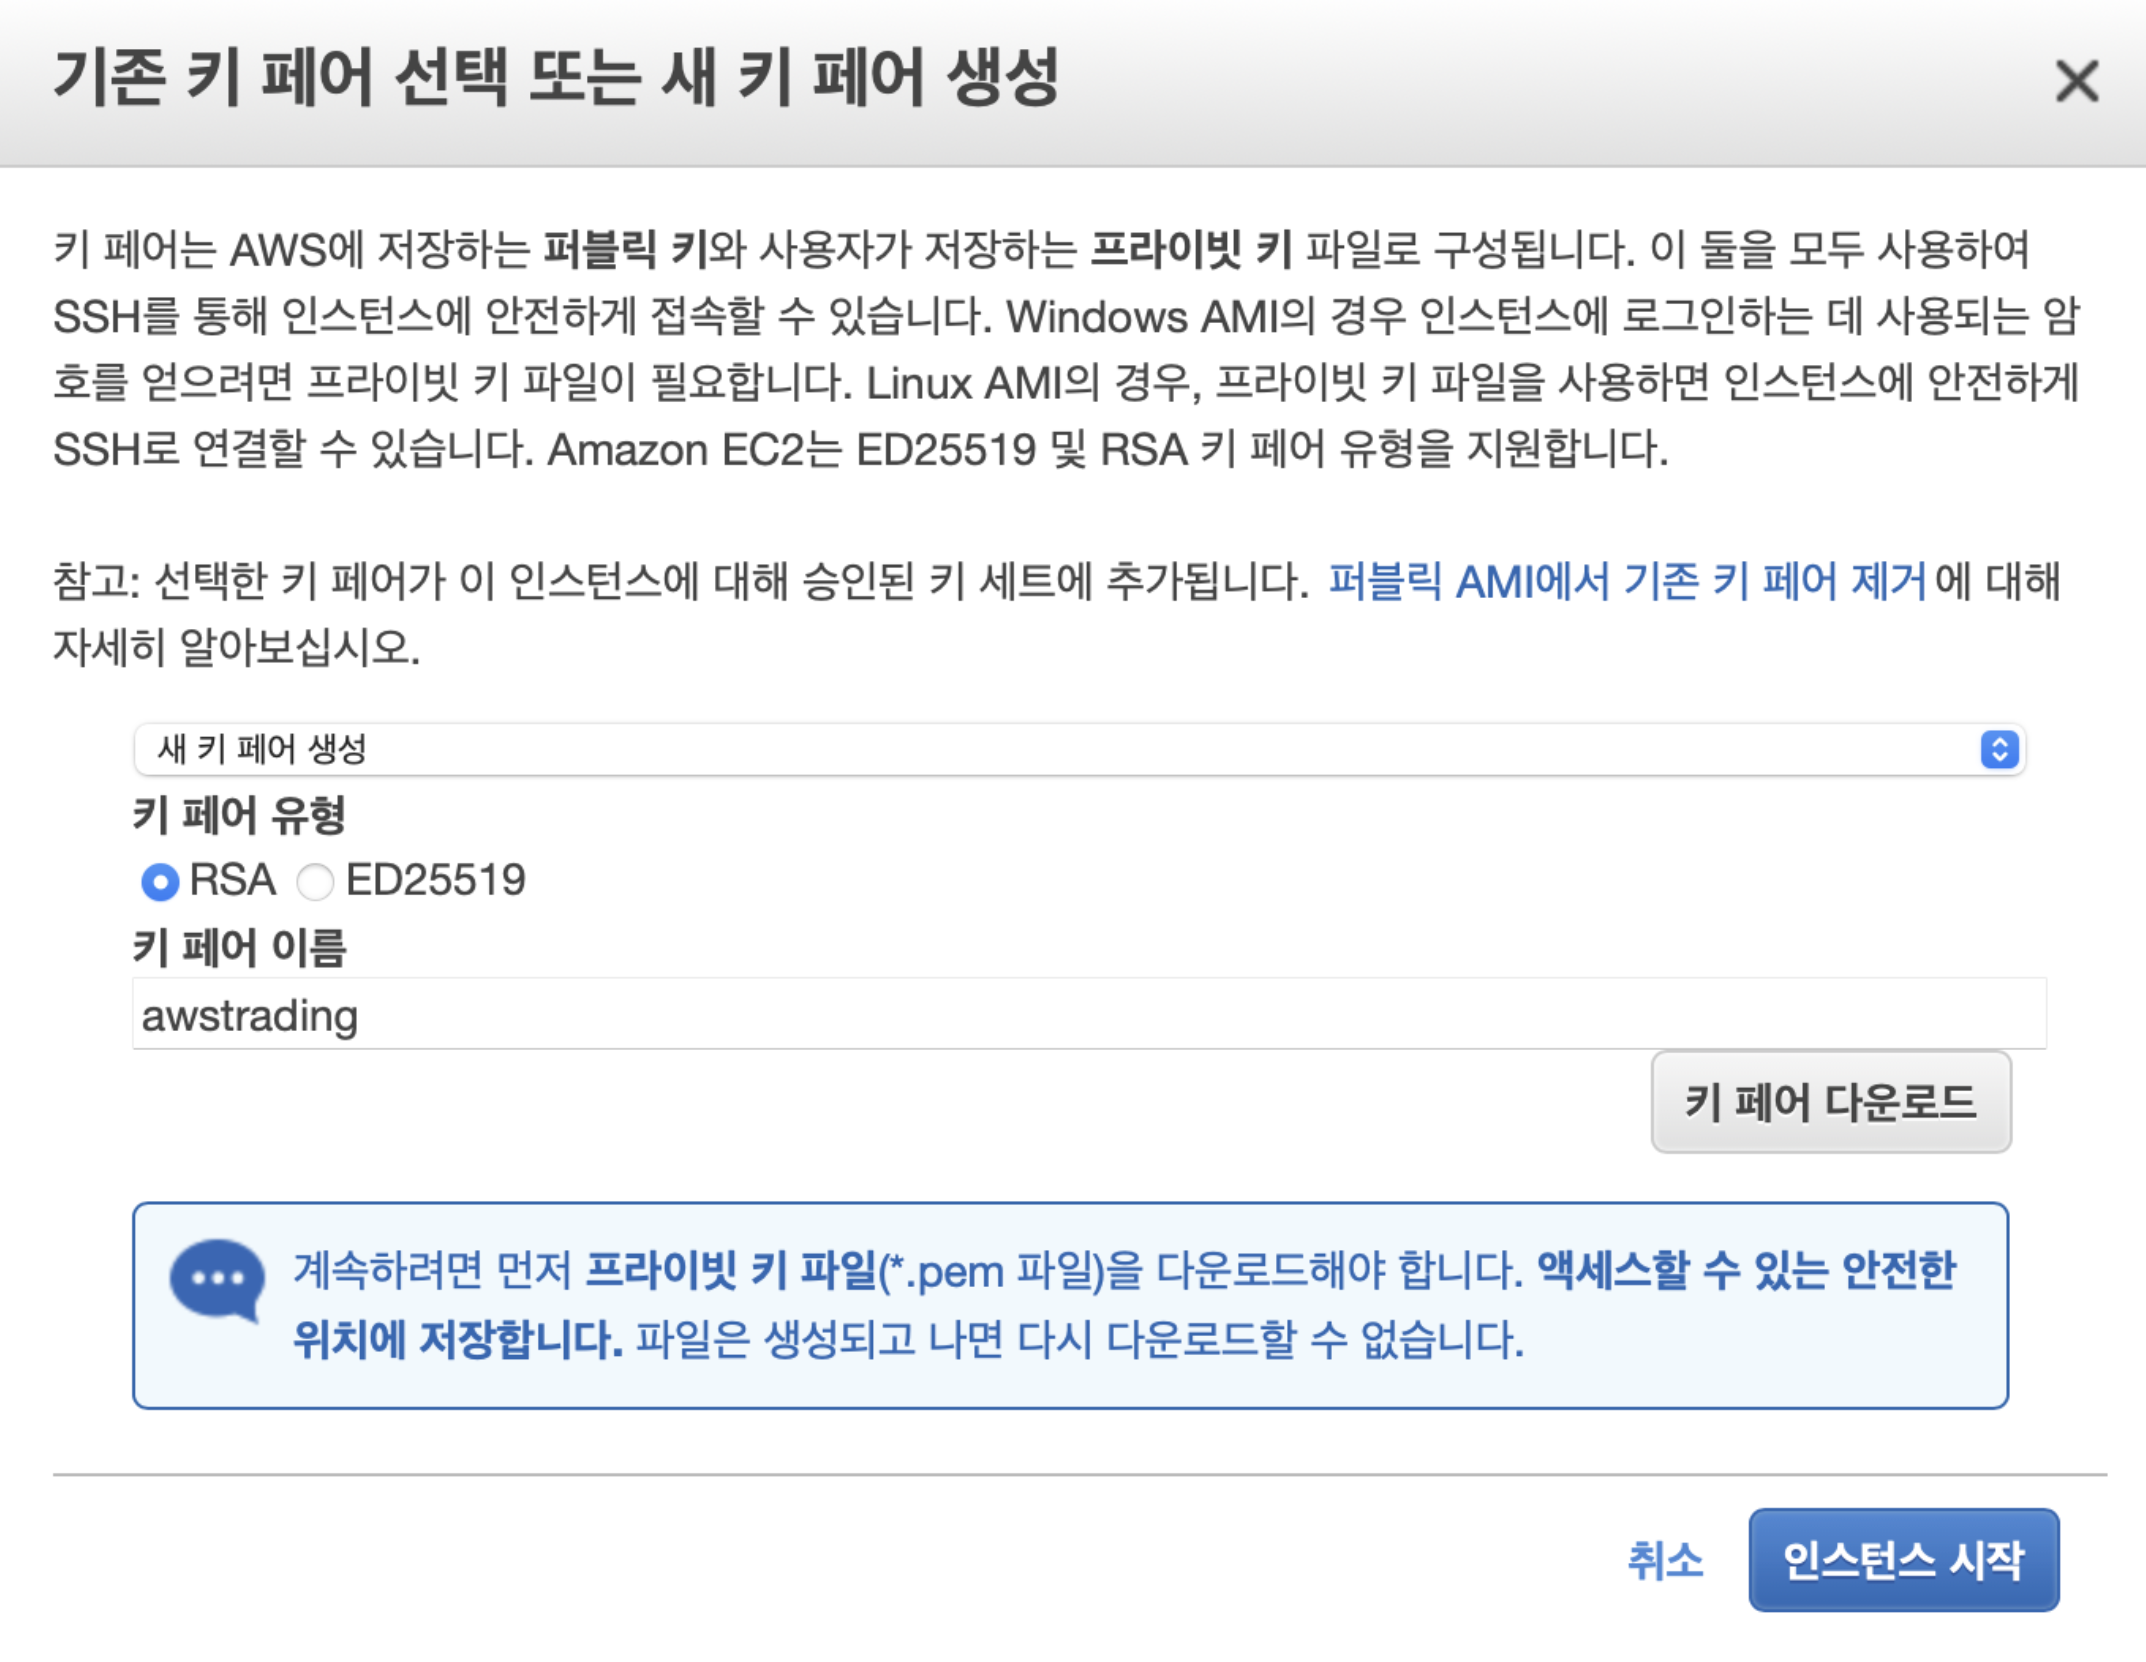 기존 키 페어 선택 또는 새 키 페어 생성
키 페어는 AWS에 저장하는 퍼블릭 키와 사용자가 저장하는 프라이빗 키 파일로 구성됩니다. 이 둘을 모두 사용하여
SSH를 통해 인스턴스에 안전하게 접속할 수 있습니다. Windows AMI의 경우 인스턴스에 로그인하는 데 사용되는 암
호를 얻으려면 프라이빗 키 파일이 필요합니다. Linux AMI의 경우, 프라이빗 키 파일을 사용하면 인스턴스에 안전하게
SSH로 연결할 수 있습니다. Amazon EC2는 ED25519 및 RSA 키 페어 유형을 지원합니다.
참고: 선택한 키 페어가 이 인스턴스에 대해 승인된 키 세트에 추가됩니다. 퍼블릭 AMI에서 기존 키 페어 제거에 대해
자세히 알아보십시오.
새 키 페어 생성
키 페어 유형
RSA ED25519
키 페어 이름
awstrading
키 페어 다운로드
계속하려면 먼저 프라이빗 키 파일(*.pem 파일)을 다운로드해야 합니다. 액세스할 수 있는 안전한
위치에 저장합니다. 파일은 생성되고 나면 다시 다운로드할 수 없습니다.
취소 인스턴스 시작